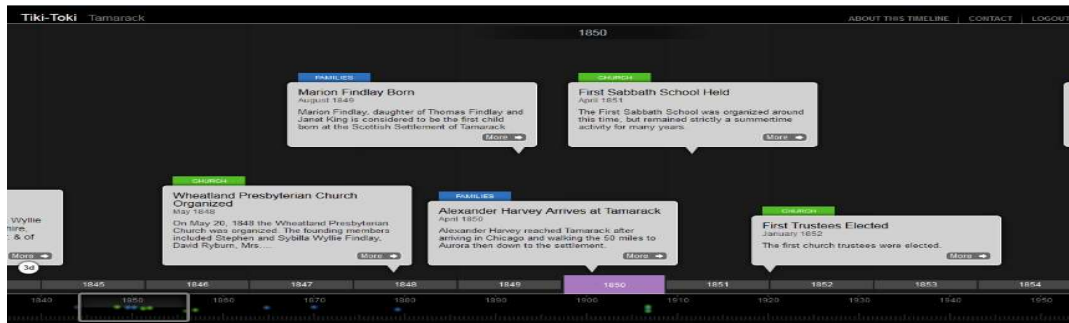 Tiki-Toki Tamarack
ABOUT THIS TIMELINE | CONTACT | LOGOUT
1850
FAMILIES
Marion Findlay Born
August 1849
Marion Findlay, daughter of Thomas Findlay and
Janet King is considered to be the first child
born at the Scottish Settlement of Tamarack
More
CHURCH
First Sabbath School Held
April 1851
The First Sabbath School was organized around
this time, but remained strictly a summertime
activity for many years.
More
Wyllie
& of
More
3d
CHURCH
Wheatland Presbyterian Church
Organized
May 1848
On May 20, 1848 the Wheatland Presbyterian
Church was organized. The founding members
included Stephen and Sybilla Wyllie Findlay,
David Ryburn, Mrs....
More
FAMILIES
Alexander Harvey Arrives at Tamarack
April 1850
Alexander Harvey reached Tamarack after
arriving in Chicago and walking the 50 miles to
Aurora then down to the settlement.
More
CHURCH
First Trustees Elected
January 1852
The first church trustees were elected.
More
1845 1846 1847 1848 1849 1850 1851 1852 1853 1854
1840 1850 1860 1870 1880 1890 1900 1910 1920 1930 1940 1950